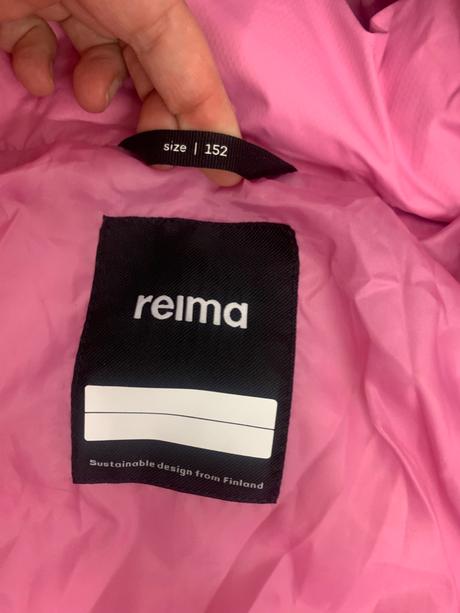 size | 152
reima
Sustainable design from Finland